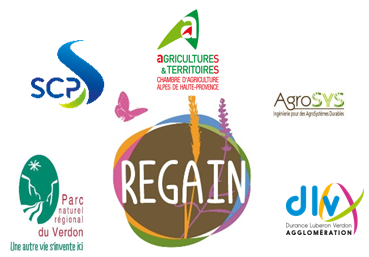 SCP
AGRICULTURES
& TERRITOIRES
CHAMBRE D'AGRICULTURE
ALPES DE HAUTE-PROVENCE
AgroSYS
Ingénierie pour des AgroSystèmes Durables
REGAIN
Parc
naturel
régional
du Verdon
Une autre vie s'invente ici
dlv
Durance Luberon Verdon
AGGLOMÉRATION